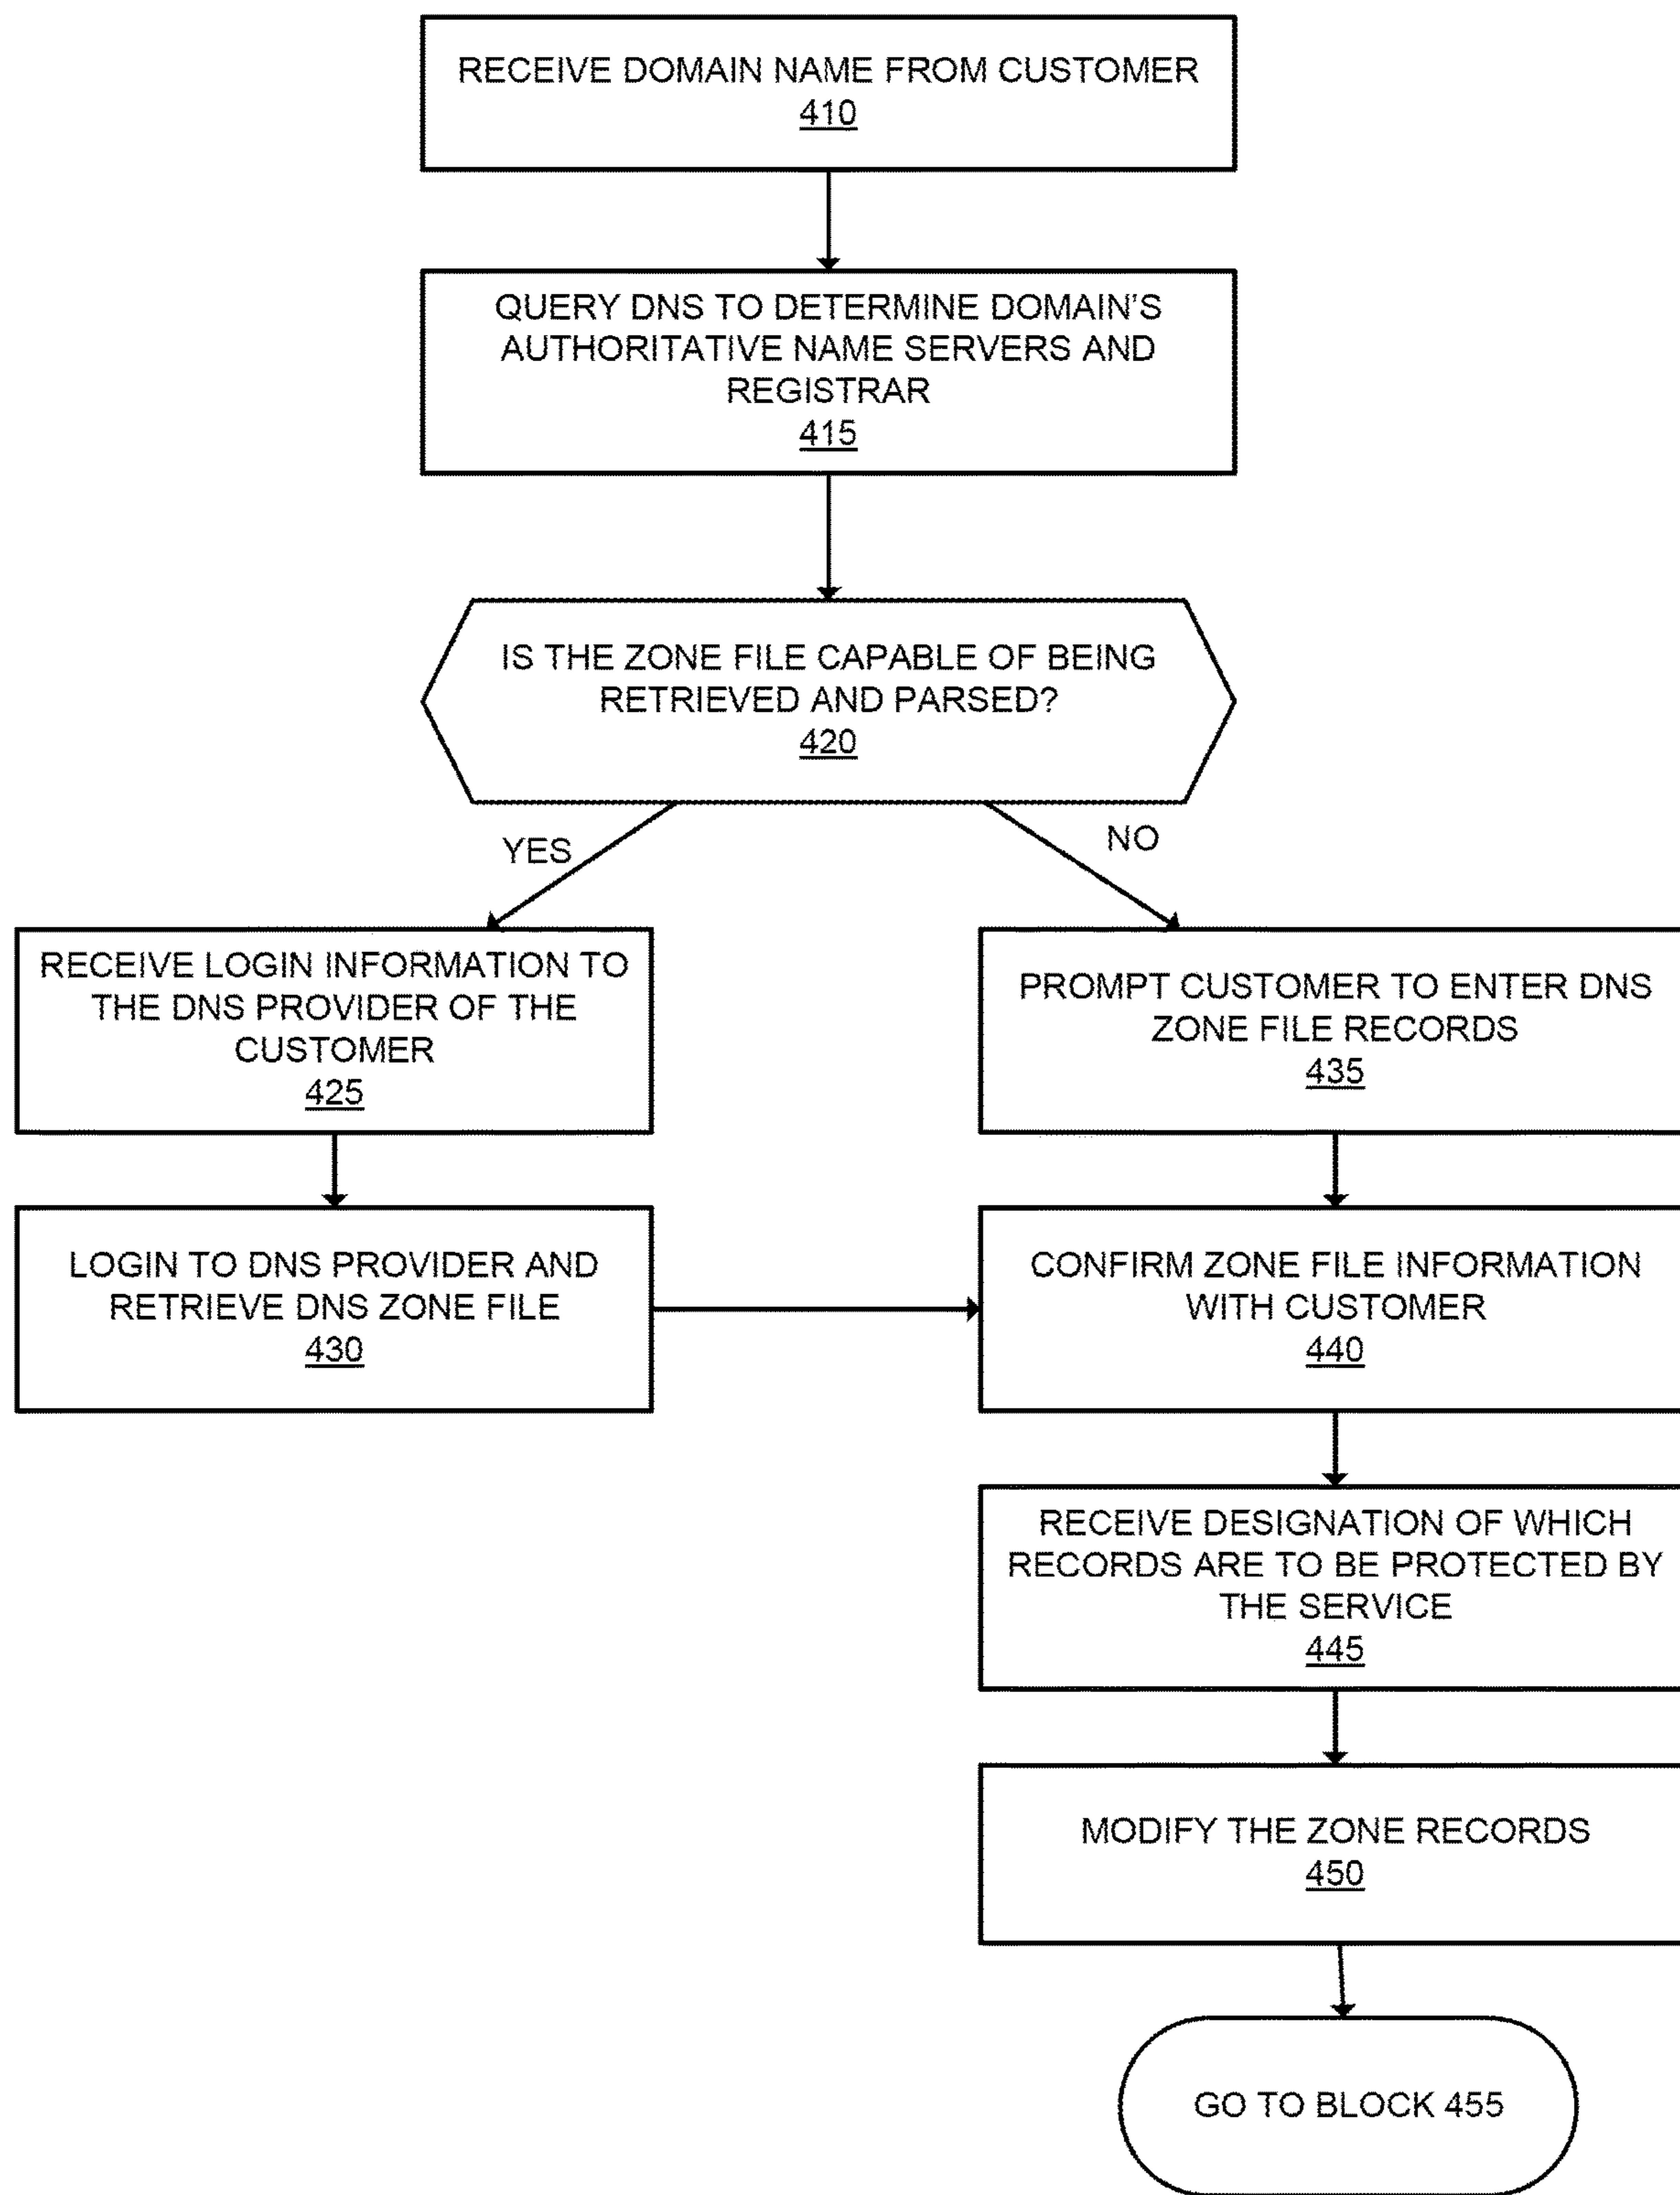 RECEIVE DOMAIN NAME FROM CUSTOMER
410
QUERY DNS TO DETERMINE DOMAIN'S
AUTHORITATIVE NAME SERVERS AND
REGISTRAR
415
IS THE ZONE FILE CAPABLE OF BEING
RETRIEVED AND PARSED?
420
YES
NO
RECEIVE LOGIN INFORMATION TO
THE DNS PROVIDER OF THE
CUSTOMER
425
PROMPT CUSTOMER TO ENTER DNS
ZONE FILE RECORDS
435
LOGIN TO DNS PROVIDER AND
RETRIEVE DNS ZONE FILE
430
CONFIRM ZONE FILE INFORMATION
WITH CUSTOMER
440
RECEIVE DESIGNATION OF WHICH
RECORDS ARE TO BE PROTECTED BY
THE SERVICE
445
MODIFY THE ZONE RECORDS
450
GO TO BLOCK 455